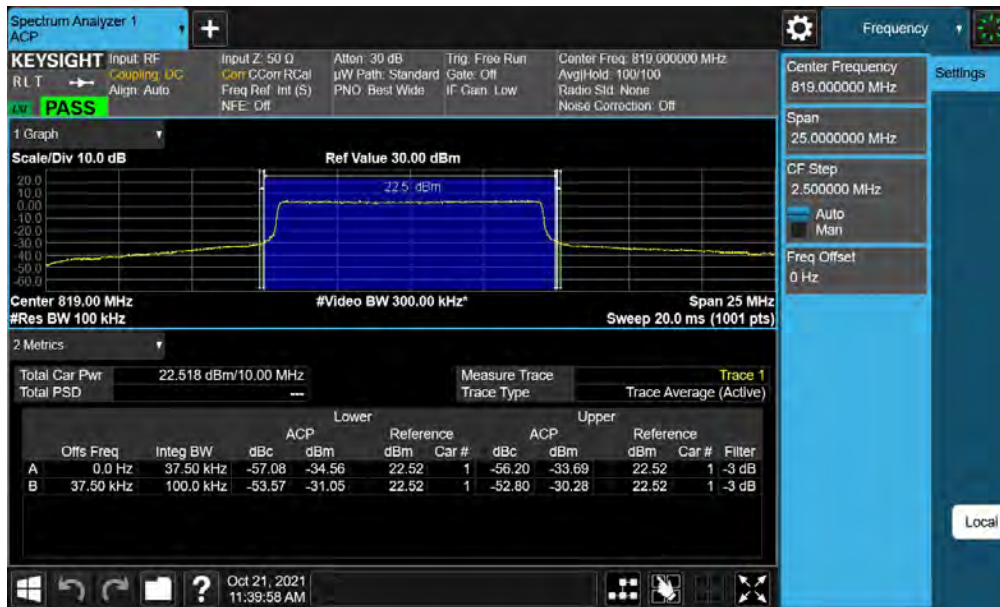 Spectrum Analyzer 1
ACP
+
Frequency
KEYSIGHT Input: RF Input Z: 50 Ω Atten: 30 dB Trig: Free Run Center Freq: 819.000000 MHz
RLT Coupling: DC Corr CCorr RCal µW Path: Standard Gate: Off Avg|Hold: 100/100
Align: Auto Freq Ref: Int (S) PNO: Best Wide IF Gain: Low Radio Std: None
PASS NFE: Off Noise Correction: Off
Center Frequency
819.000000 MHz
Settings
Span
25.0000000 MHz
CF Step
2.500000 MHz
Auto
Man
Freq Offset
0 Hz
1 Graph
Scale/Div 10.0 dB Ref Value 30.00 dBm
22.5 dBm
20.0
10.0
0.00
-10.0
-20.0
-30.0
-40.0
-50.0
-60.0
Center 819.00 MHz #Video BW 300.00 kHz* Span 25 MHz
#Res BW 100 kHz Sweep 20.0 ms (1001 pts)
2 Metrics
Total Car Pwr 22.518 dBm/10.00 MHz Measure Trace Trace 1
Total PSD --- Trace Type Trace Average (Active)
Lower Upper
ACP Reference ACP Reference
Offs Freq Integ BW dBc dBm dBm Car # dBc dBm dBm Car # Filter
A 0.0 Hz 37.50 kHz -57.08 -34.56 22.52 1 -56.20 -33.69 22.52 1 -3 dB
B 37.50 kHz 100.0 kHz -53.57 -31.05 22.52 1 -52.80 -30.28 22.52 1 -3 dB
Local
? Oct 21, 2021
11:39:58 AM